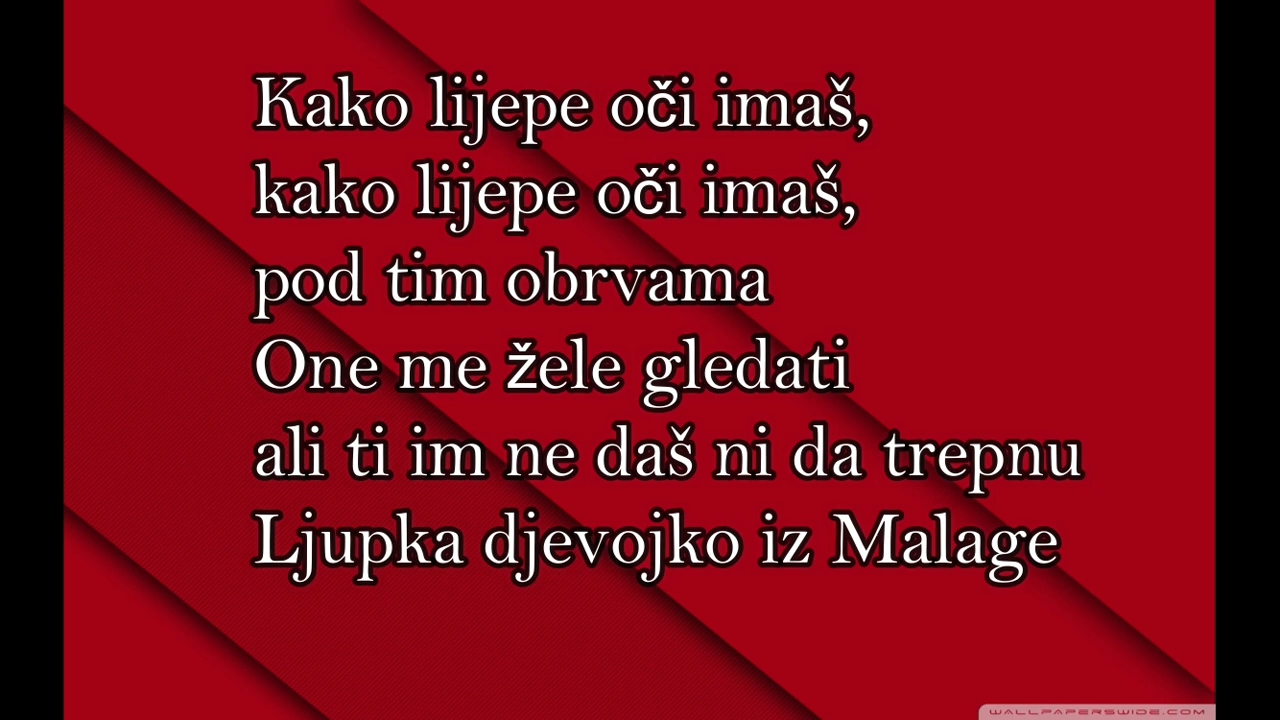 Kako lijepe oči imaš,
kako lijepe oči imaš,
pod tim obrvama
One me žele gledati
ali ti im ne daš ni da trepnu
Ljupka djevojko iz Malage
WALLPAPERSWIDE.COM